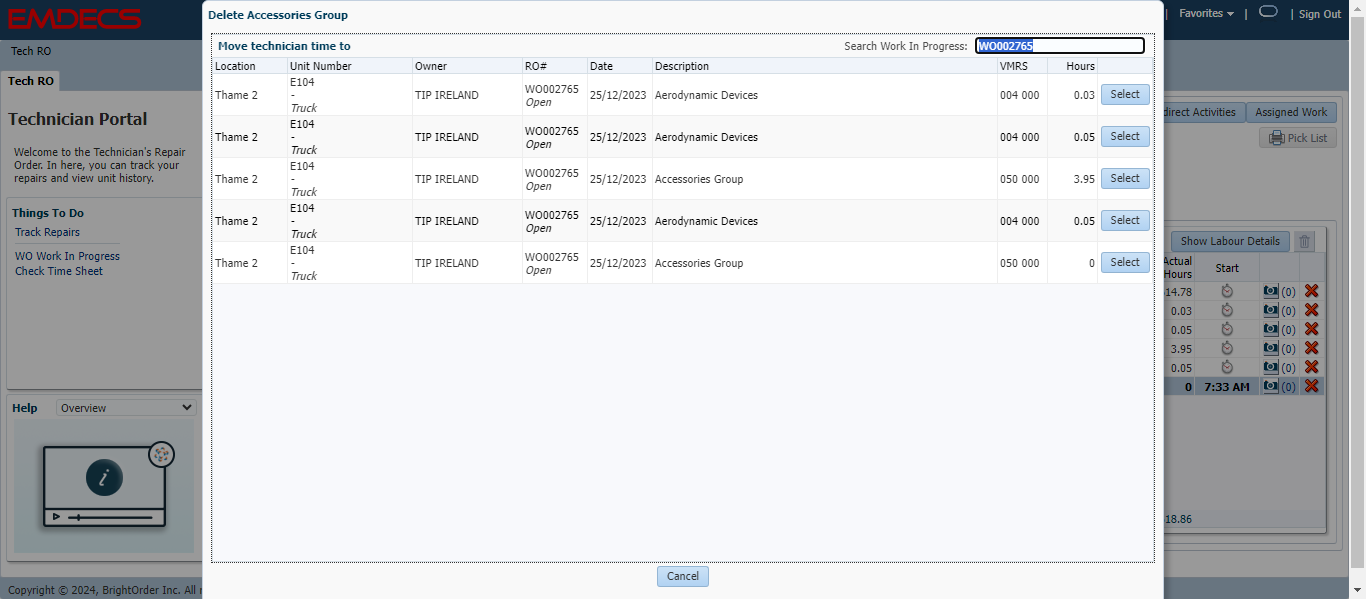 EMDECS
Favorites
Sign Out
Tech RO
Tech RO
Technician Portal
Welcome to the Technician's Repair
Order. In here, you can track your
repairs and view unit history.
Things To Do
Track Repairs
WO Work In Progress
Check Time Sheet
Help Overview
Copyright © 2024, BrightOrder Inc. All
Delete Accessories Group
Move technician time to Search Work In Progress: WO002765
Location Unit Number Owner RO# Date Description VMRS Hours
Thame 2 E104 - Truck TIP IRELAND WO002765 Open 25/12/2023 Aerodynamic Devices 004 000 0.03 Select
Thame 2 E104 - Truck TIP IRELAND WO002765 Open 25/12/2023 Aerodynamic Devices 004 000 0.05 Select
Thame 2 E104 - Truck TIP IRELAND WO002765 Open 25/12/2023 Accessories Group 050 000 3.95 Select
Thame 2 E104 - Truck TIP IRELAND WO002765 Open 25/12/2023 Aerodynamic Devices 004 000 0.05 Select
Thame 2 E104 - Truck TIP IRELAND WO002765 Open 25/12/2023 Accessories Group 050 000 0 Select
Cancel
direct Activities Assigned Work
Pick List
Show Labour Details
Actual Hours Start
14.78 (0)
0.03 (0)
0.05 (0)
3.95 (0)
0.05 (0)
0 7:33 AM (0)
18.86